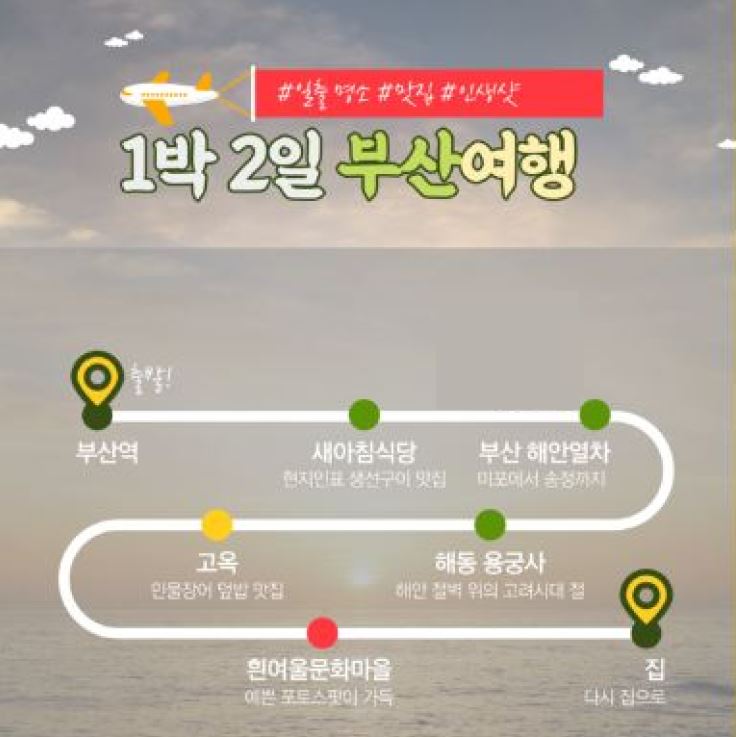 #일출 명소 #맛집 #인생샷
1박 2일 부산여행
출발!
부산역
새아침식당
현지인표 생선구이 맛집
부산 해안열차
미포에서 송정까지
고옥
민물장어 덮밥 맛집
해동 용궁사
해안 절벽 위의 고려시대 절
흰여울문화마을
예쁜 포토스팟이 가득
집
다시 집으로